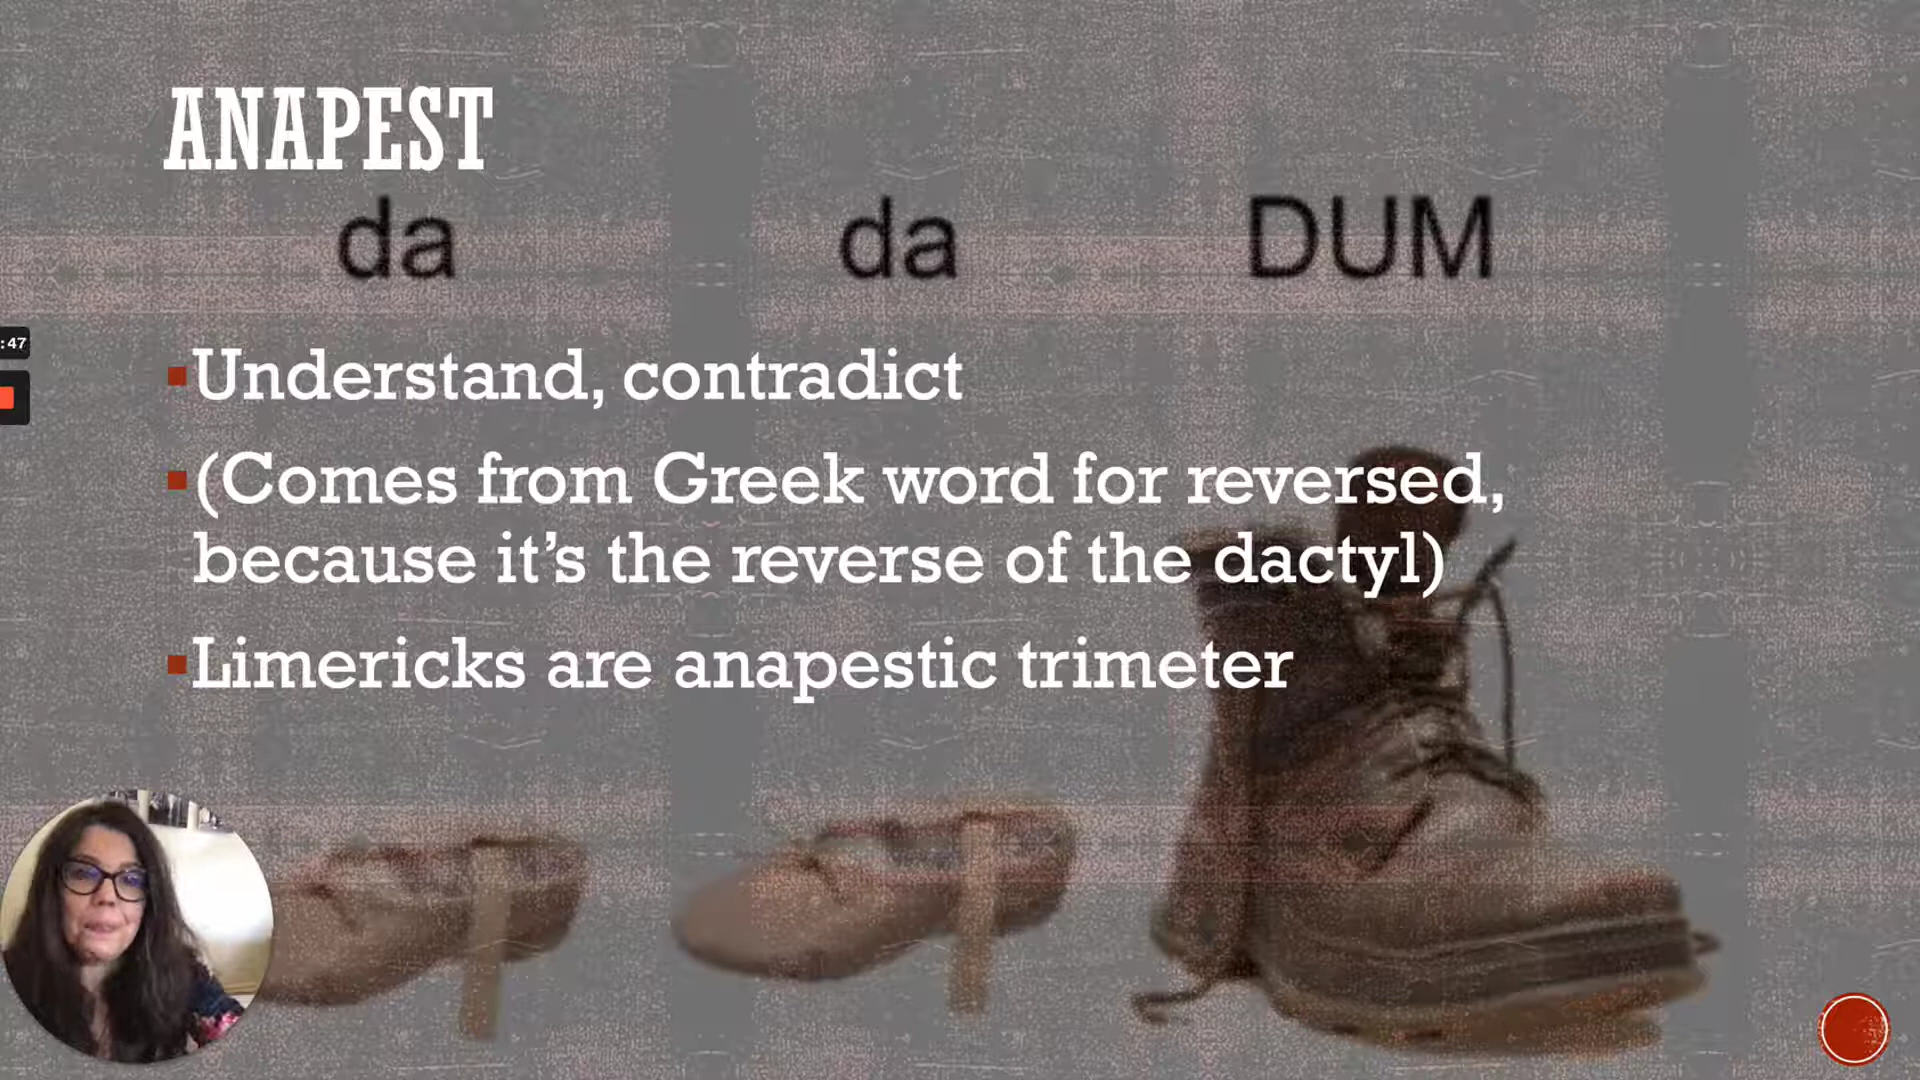 ANAPEST
da da DUM
:47
Understand, contradict
(Comes from Greek word for reversed,
because it’s the reverse of the dactyl)
Limericks are anapestic trimeter